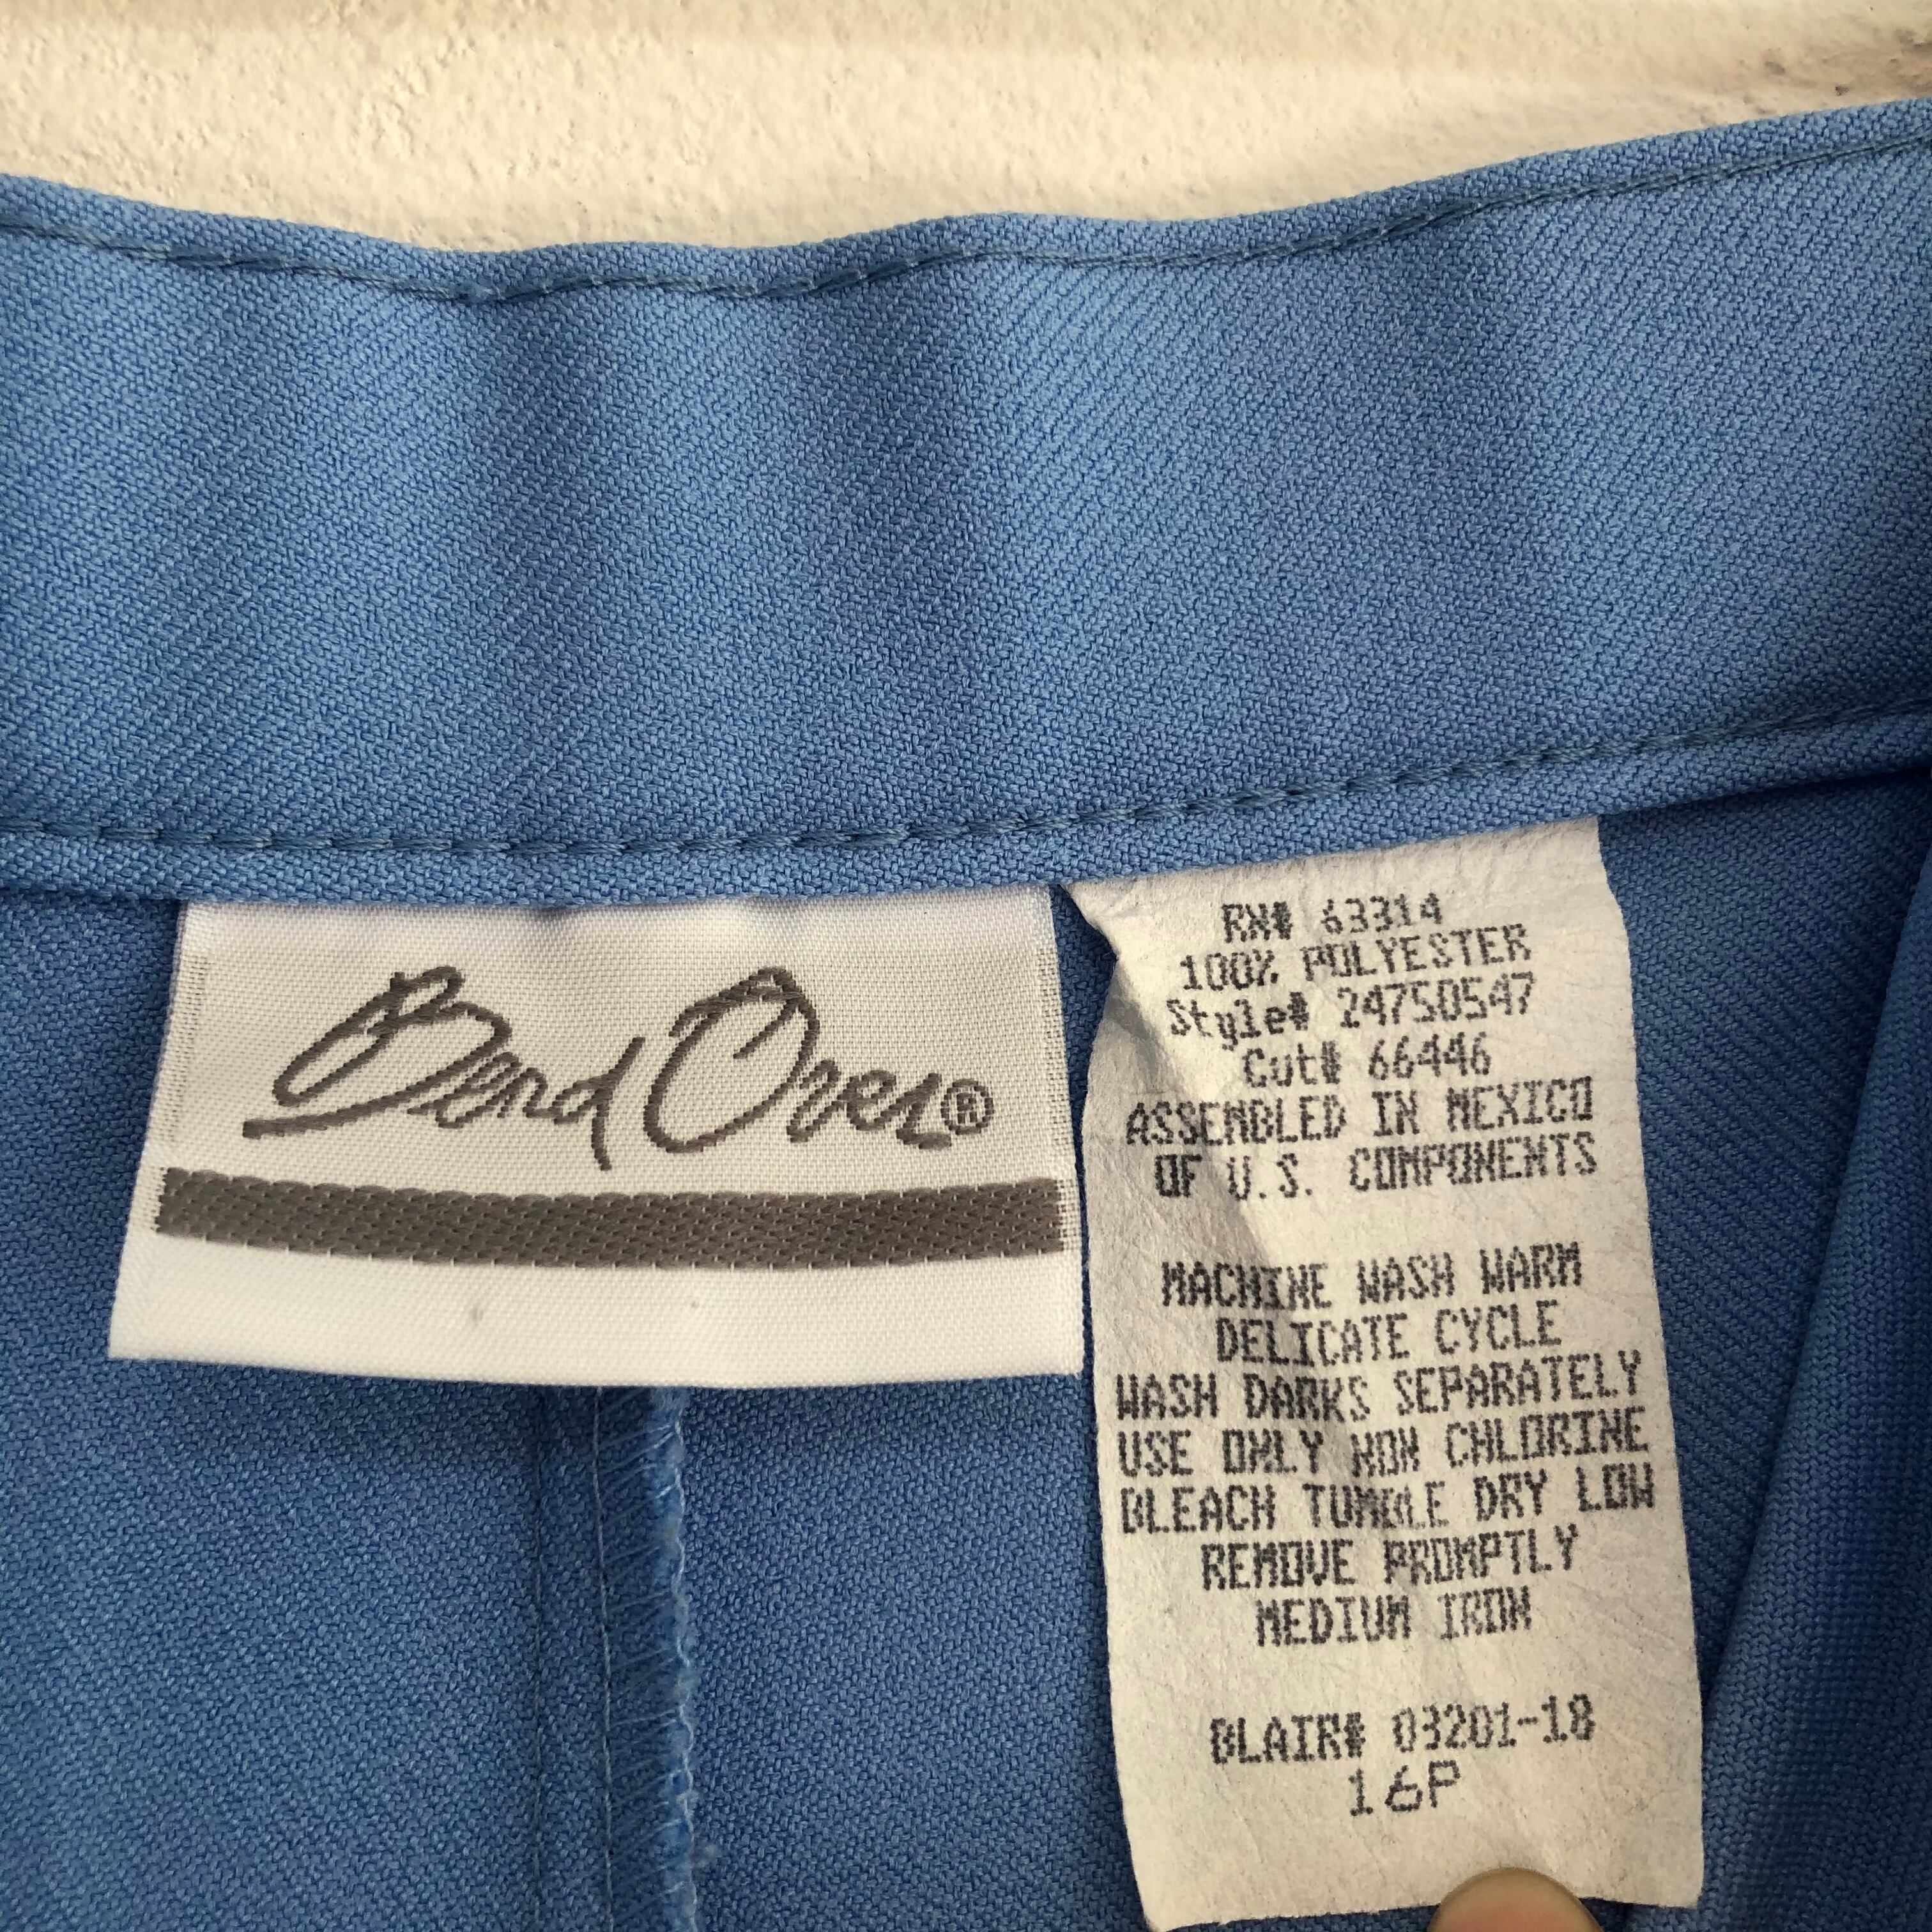 Bend Over®
RN# 63314
100% POLYESTER
Style# 24750547
Cut# 66446
ASSEMBLED IN MEXICO
OF U.S. COMPONENTS
MACHINE WASH WARM
DELICATE CYCLE
WASH DARKS SEPARATELY
USE ONLY NON CHLORINE
BLEACH TUMBLE DRY LOW
REMOVE PROMPTLY
MEDIUM IRON
BLAIR# 03201-18
16P